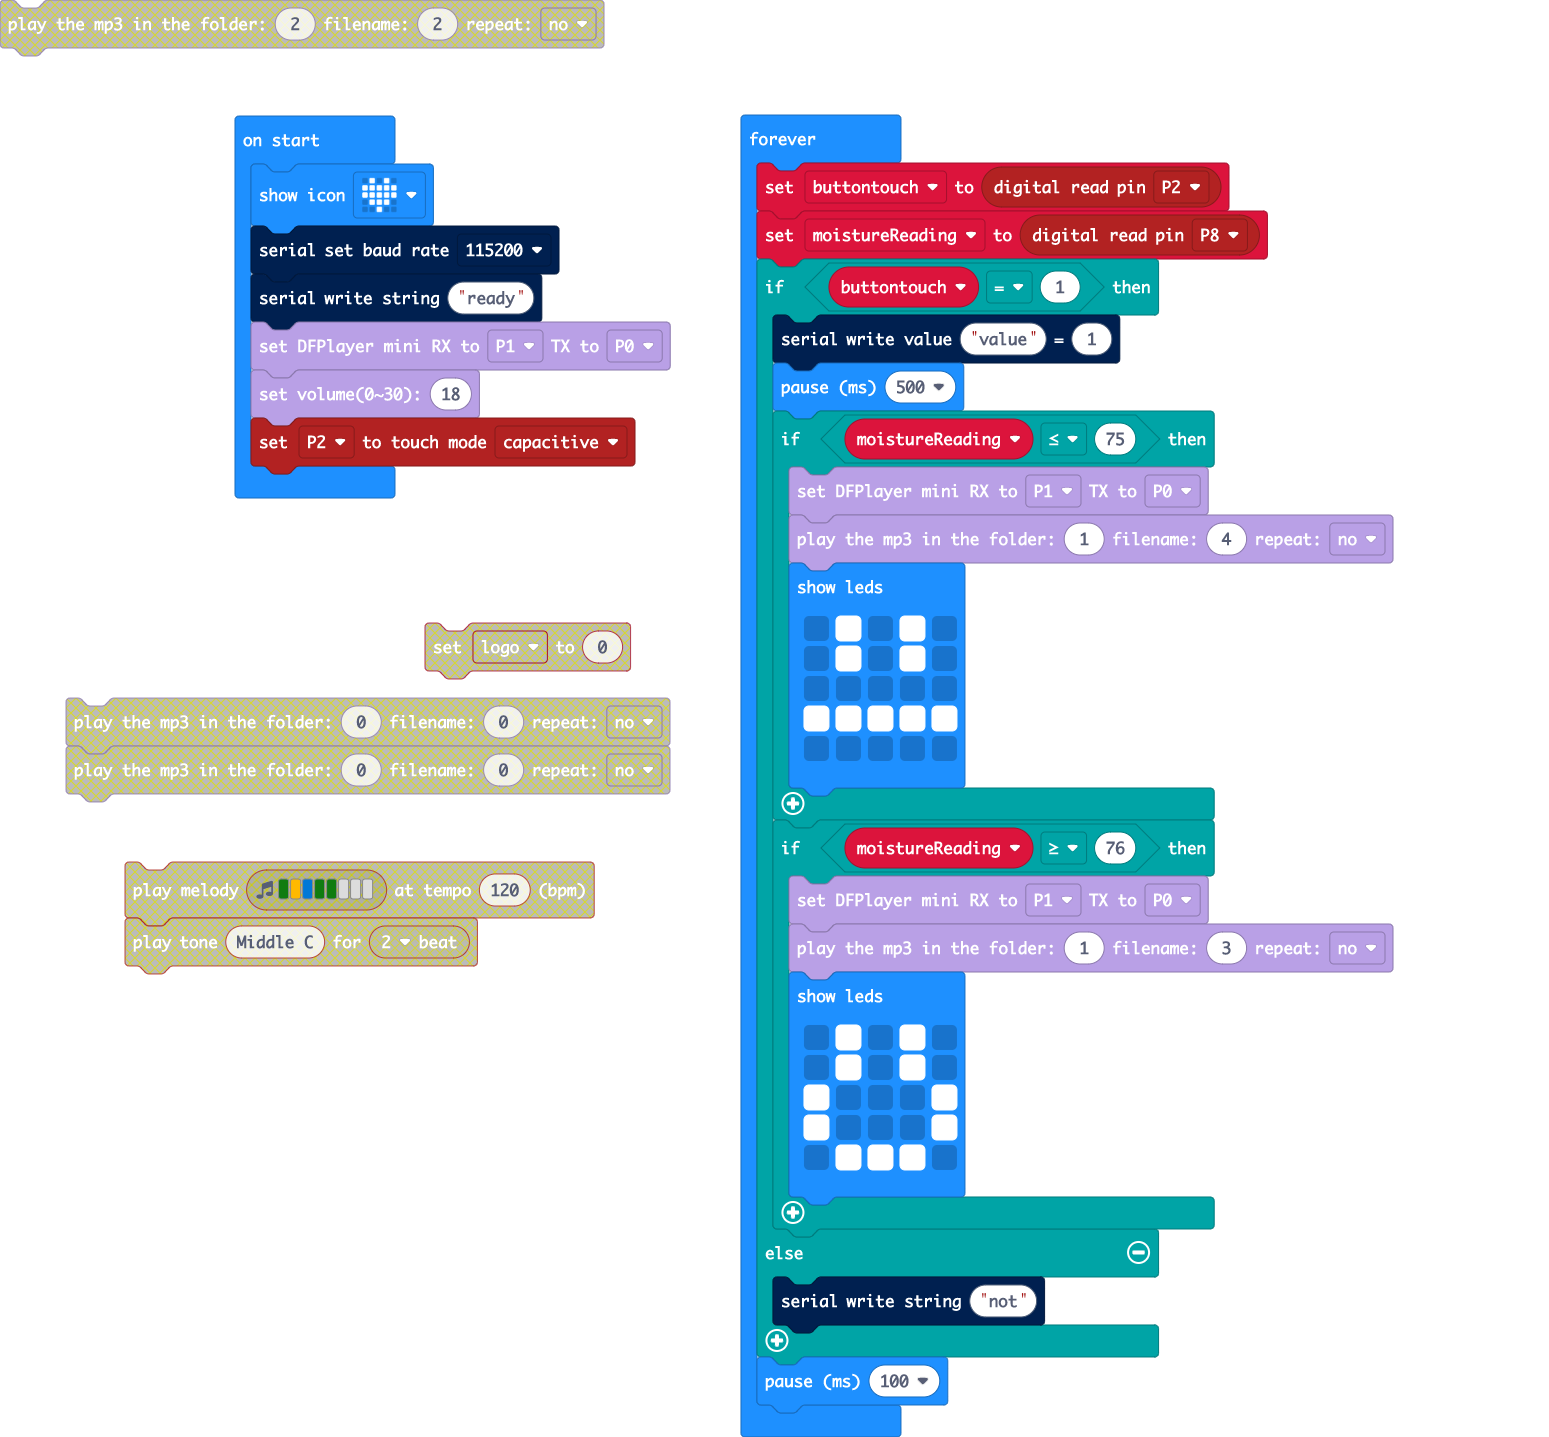 play the mp3 in the folder: 2 filename: 2 repeat: no
on start
show icon
serial set baud rate 115200
serial write string "ready"
set DFPlayer mini RX to P1 TX to P0
set volume(0~30): 18
set P2 to touch mode capacitive
set logo to 0
play the mp3 in the folder: 0 filename: 0 repeat: no
play the mp3 in the folder: 0 filename: 0 repeat: no
play melody at tempo 120 (bpm)
play tone Middle C for 2 beat
forever
set buttontouch to digital read pin P2
set moistureReading to digital read pin P8
if buttontouch = 1 then
serial write value "value" = 1
pause (ms) 500
if moistureReading ≤ 75 then
set DFPlayer mini RX to P1 TX to P0
play the mp3 in the folder: 1 filename: 4 repeat: no
show leds
if moistureReading ≥ 76 then
set DFPlayer mini RX to P1 TX to P0
play the mp3 in the folder: 1 filename: 3 repeat: no
show leds
else
serial write string "not"
pause (ms) 100